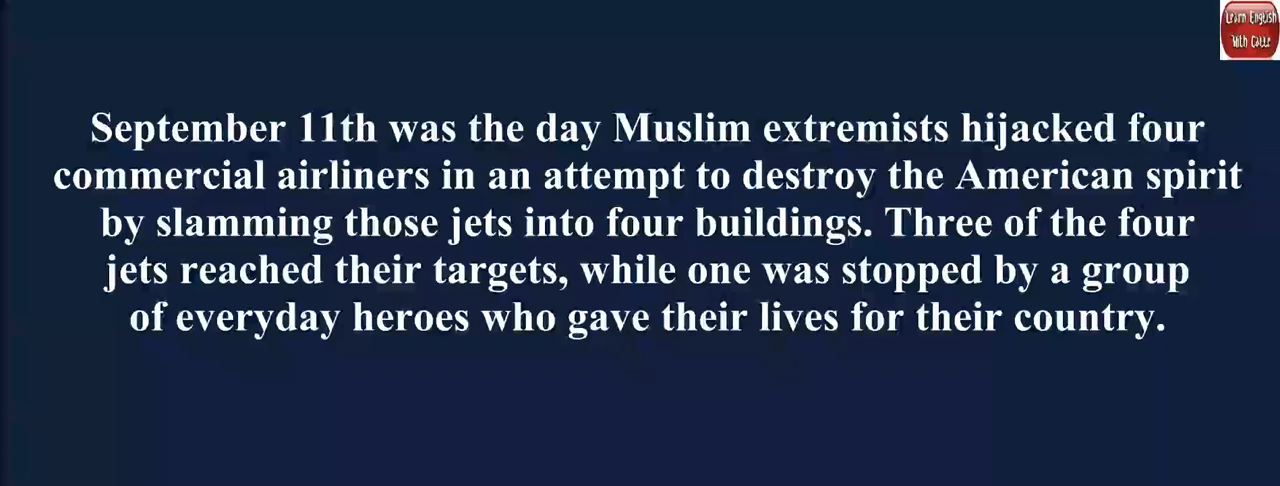 Learn English
With Cattz
September 11th was the day Muslim extremists hijacked four
commercial airliners in an attempt to destroy the American spirit
by slamming those jets into four buildings. Three of the four
jets reached their targets, while one was stopped by a group
of everyday heroes who gave their lives for their country.